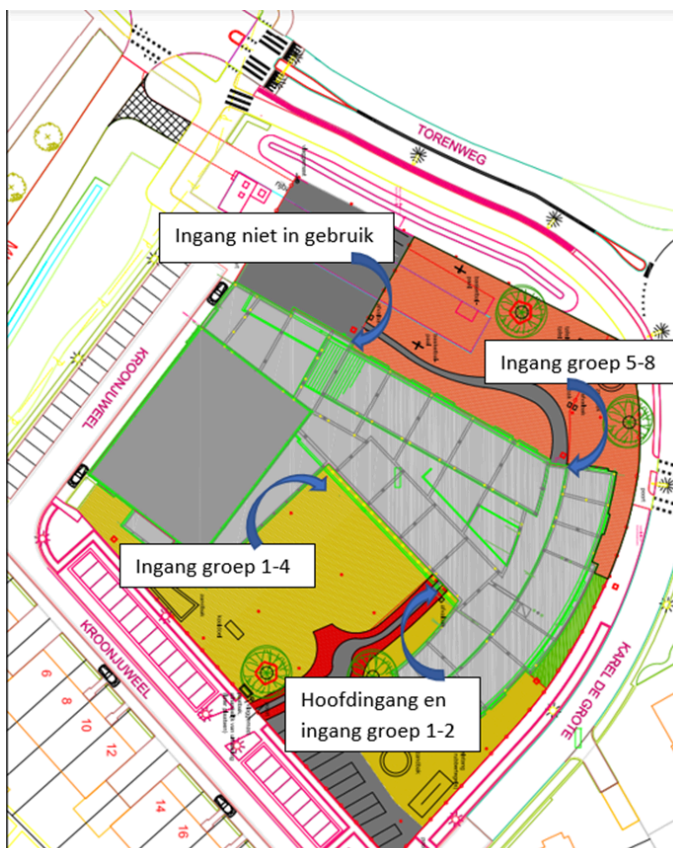 TORENWEG
Ingang niet in gebruik
Ingang groep 5-8
KROONJUWEEL
Ingang groep 1-4
KROONJUWEEL
Hoofdingang en
ingang groep 1-2
KAREL DE GROTE
6
8
10
12
14
16